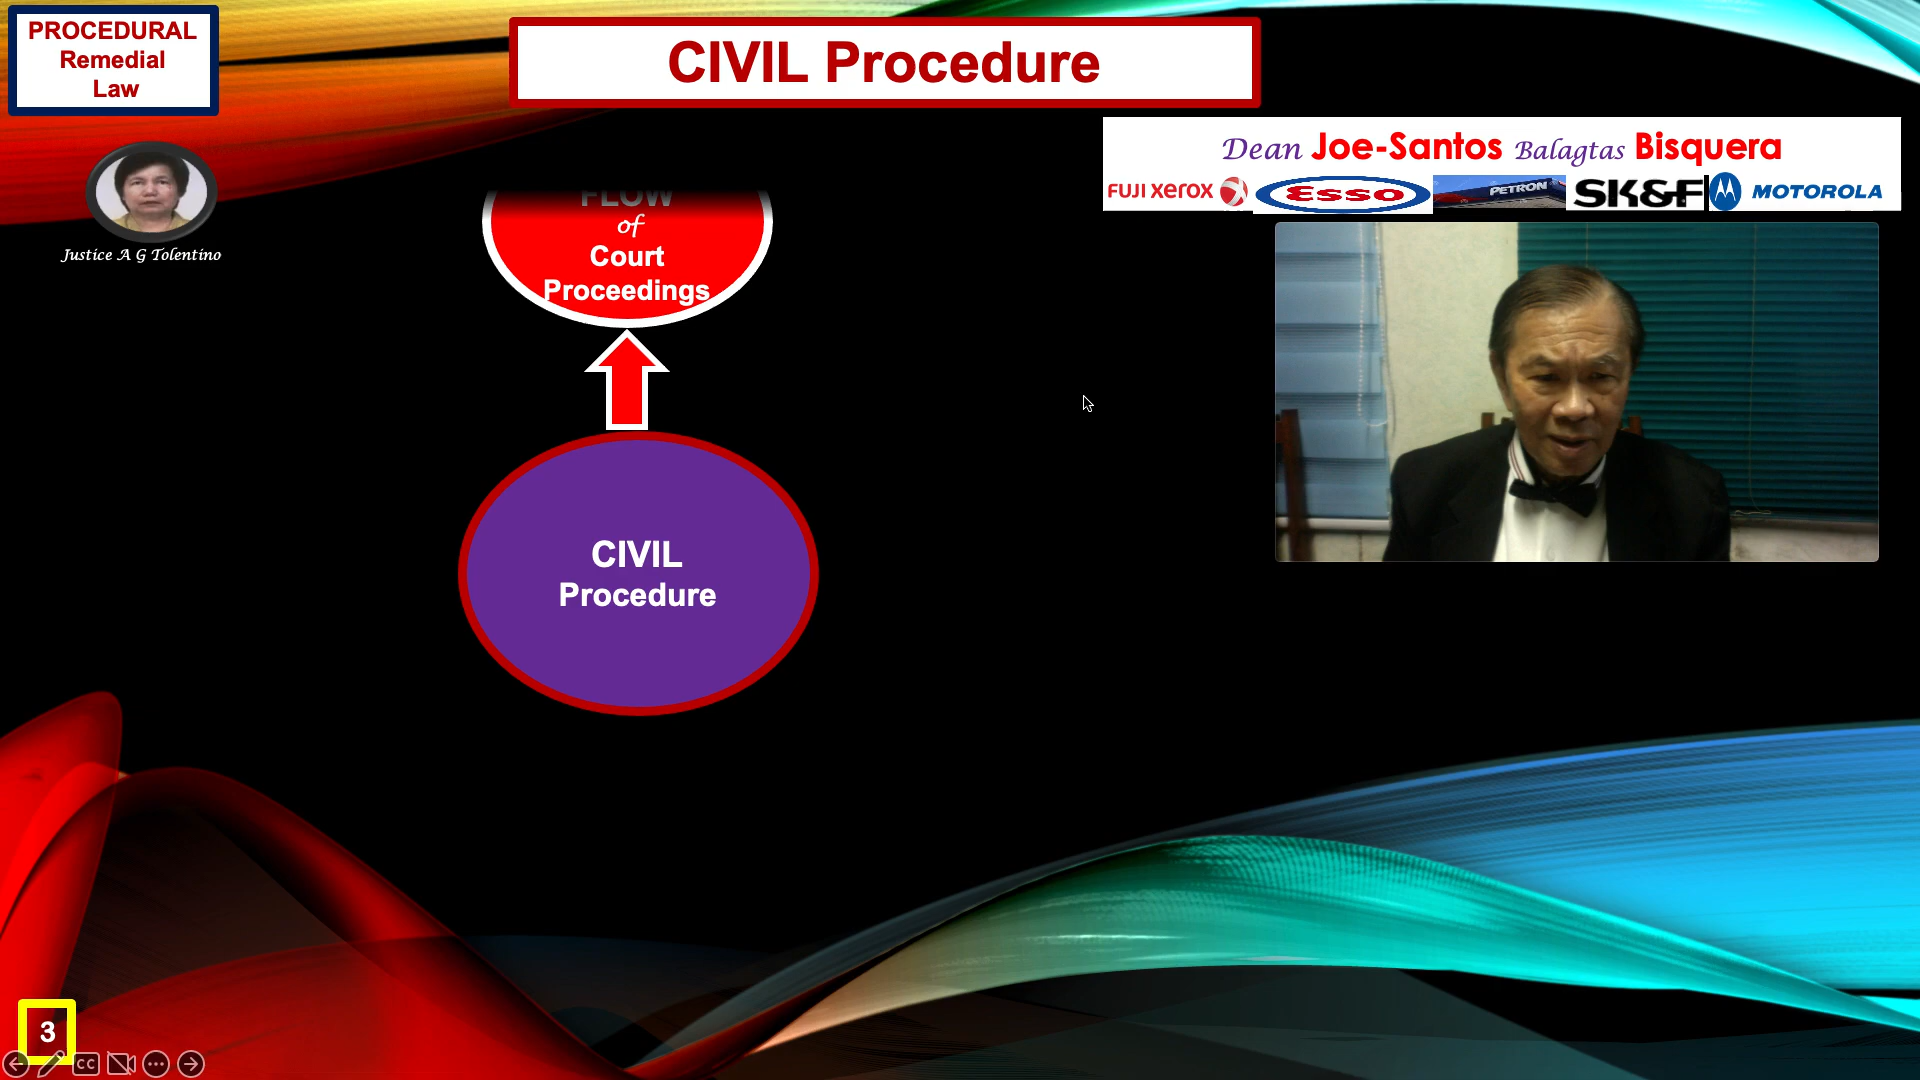 PROCEDURAL
Remedial
Law
CIVIL Procedure
Dean Joe-Santos Balagtas Bisquera
FUJI xerox Esso PETRON SK&F MOTOROLA
Justice A G Tolentino
FLOW
of
Court
Proceedings
CIVIL
Procedure
3
CC